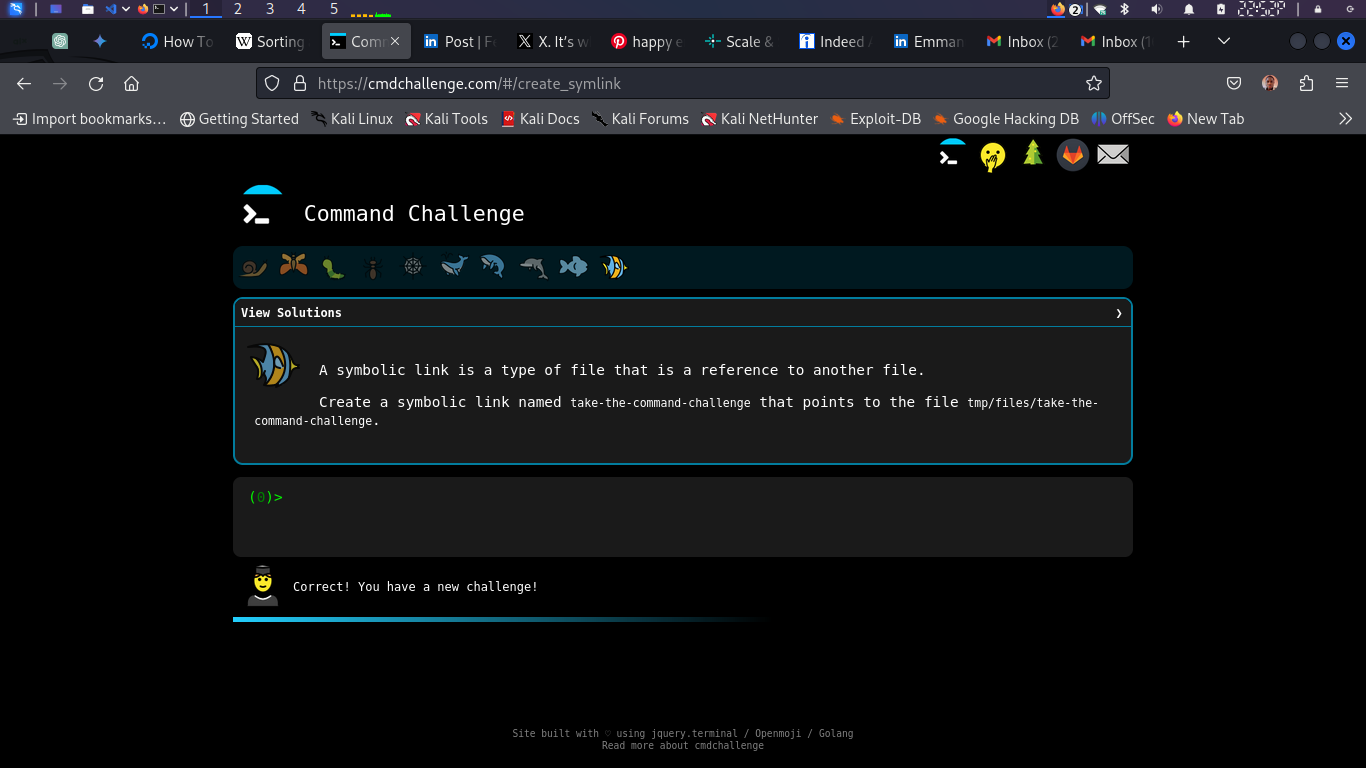 1 2 3 4 5 2
How To Sorting Com Post | F X. It's w happy e Scale & Indeed Emman Inbox (2 Inbox (1
https://cmdchallenge.com/#/create_symlink
Import bookmarks… Getting Started Kali Linux Kali Tools Kali Docs Kali Forums Kali NetHunter Exploit-DB Google Hacking DB OffSec New Tab
Command Challenge
View Solutions ❯
A symbolic link is a type of file that is a reference to another file.
Create a symbolic link named take-the-command-challenge that points to the file tmp/files/take-the-
command-challenge.
(0)>
Correct! You have a new challenge!
Site built with ♡ using jquery.terminal / Openmoji / Golang
Read more about cmdchallenge